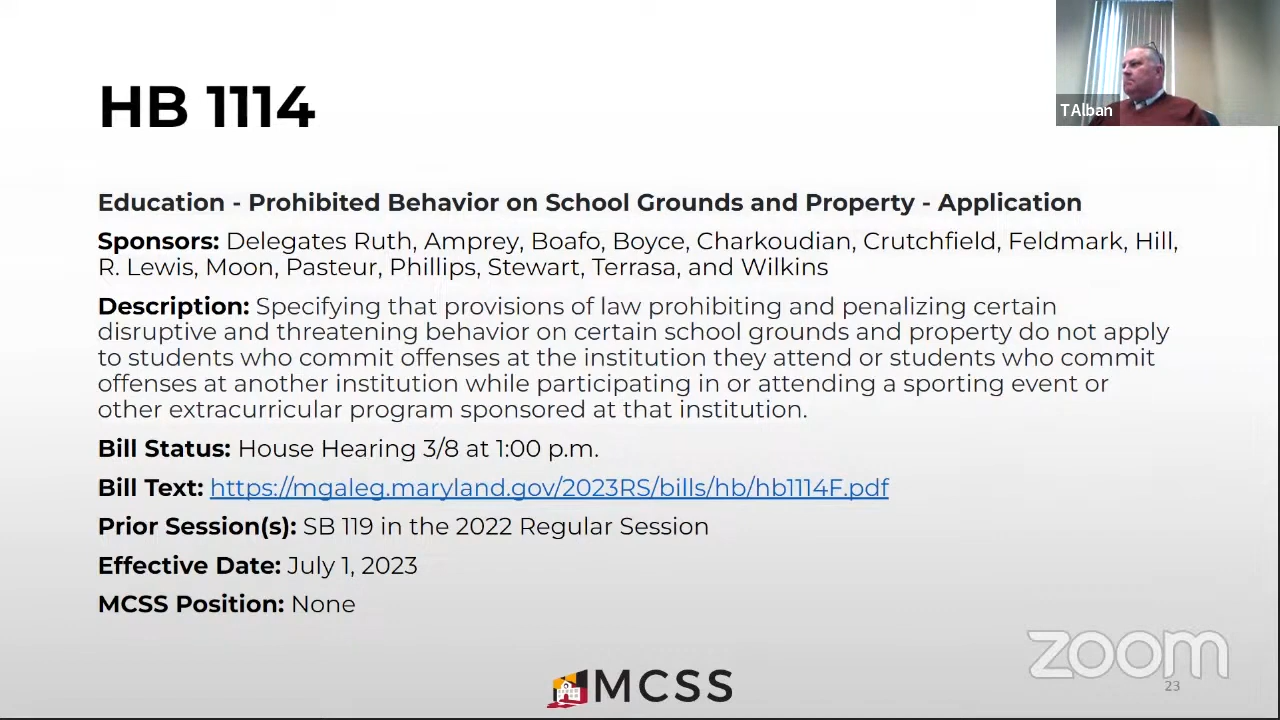 HB 1114
TAlban
Education - Prohibited Behavior on School Grounds and Property - Application
Sponsors: Delegates Ruth, Amprey, Boafo, Boyce, Charkoudian, Crutchfield, Feldmark, Hill,
R. Lewis, Moon, Pasteur, Phillips, Stewart, Terrasa, and Wilkins
Description: Specifying that provisions of law prohibiting and penalizing certain
disruptive and threatening behavior on certain school grounds and property do not apply
to students who commit offenses at the institution they attend or students who commit
offenses at another institution while participating in or attending a sporting event or
other extracurricular program sponsored at that institution.
Bill Status: House Hearing 3/8 at 1:00 p.m.
Bill Text: https://mgaleg.maryland.gov/2023RS/bills/hb/hb1114F.pdf
Prior Session(s): SB 119 in the 2022 Regular Session
Effective Date: July 1, 2023
MCSS Position: None
zoom
23
MCSS